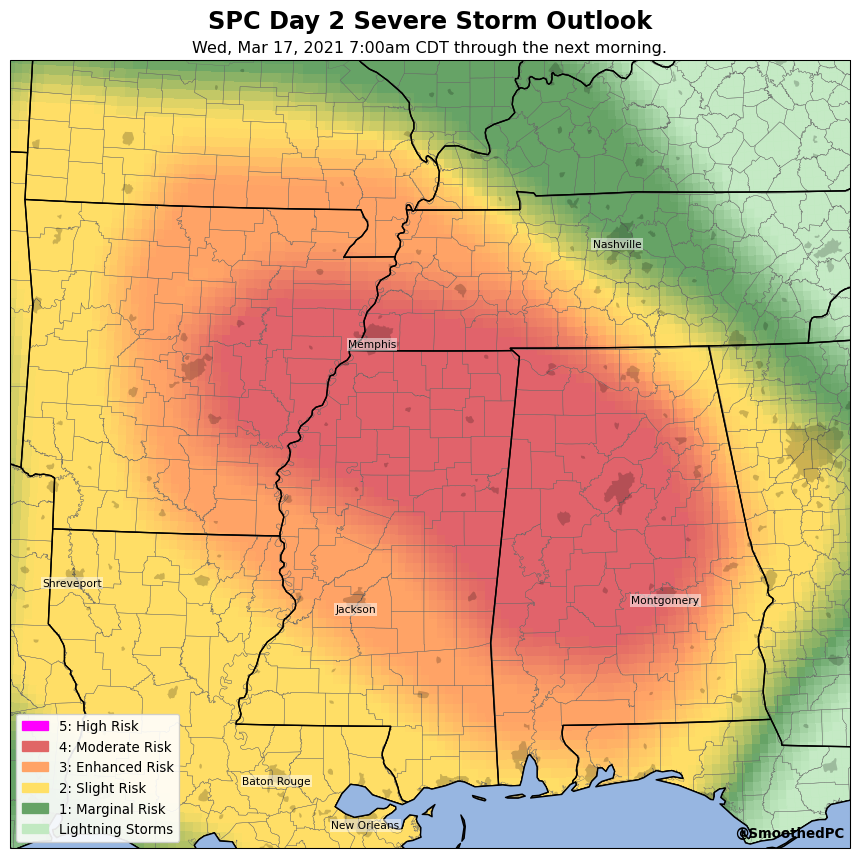 SPC Day 2 Severe Storm Outlook
Wed, Mar 17, 2021 7:00am CDT through the next morning.
Nashville
Memphis
Shreveport
Jackson
Montgomery
5: High Risk
4: Moderate Risk
3: Enhanced Risk
2: Slight Risk
1: Marginal Risk
Lightning Storms
Baton Rouge
New Orleans
@SmoothedPC